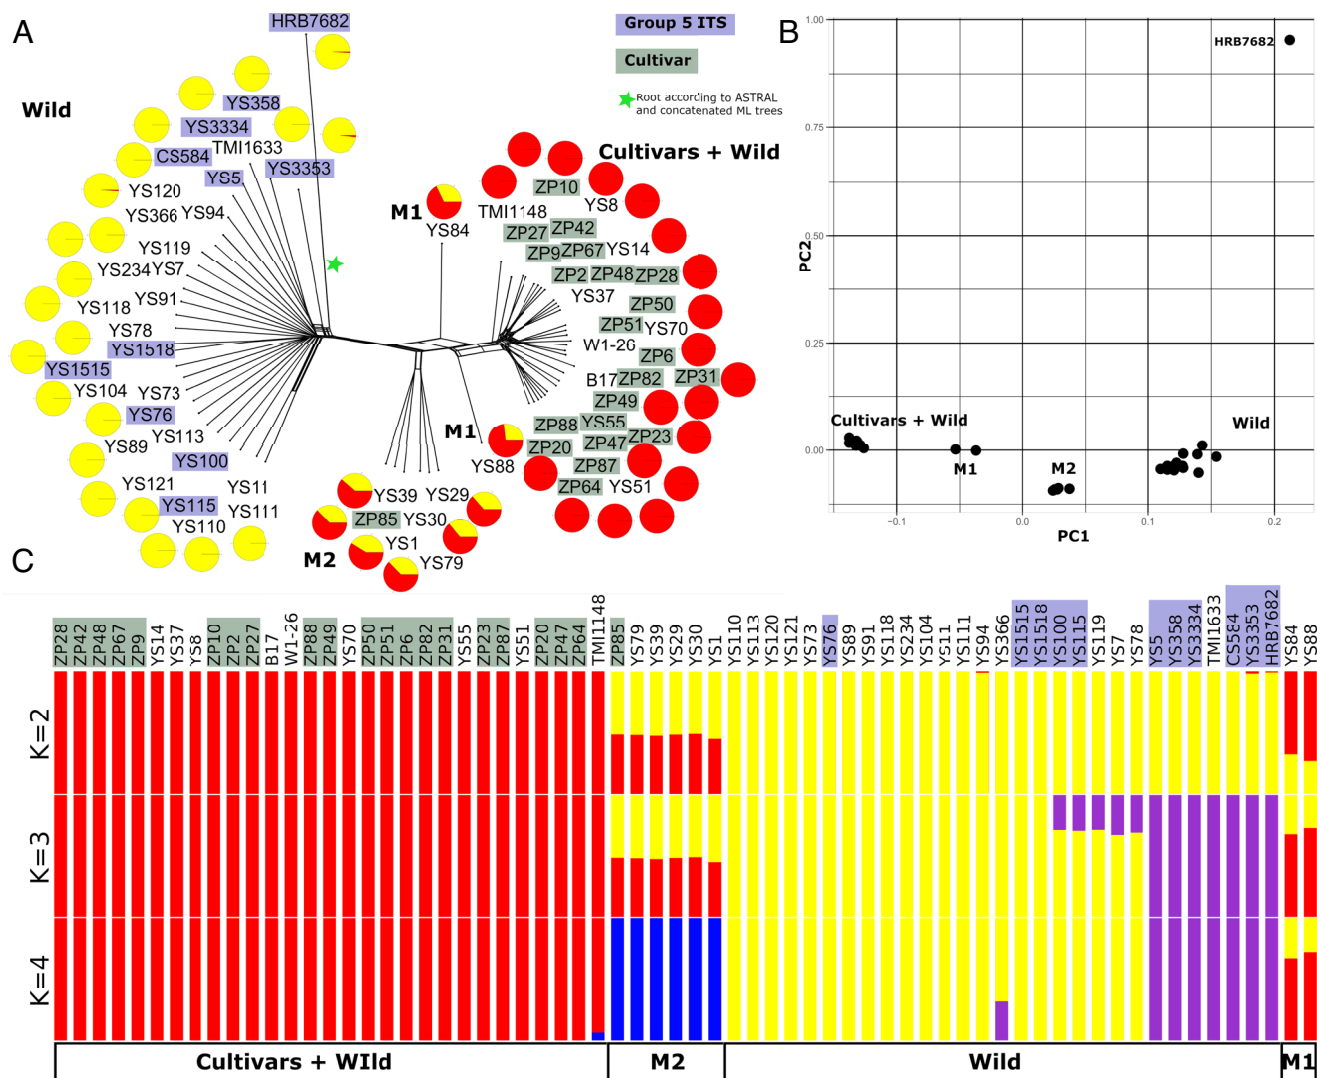 A
HRB7682
Group 5 ITS
Cultivar
Root according to ASTRAL
and concatenated ML trees
Wild
YS358
YS3334
TMI1633
CS584
YS3353
YS5
YS120
YS366
YS94
YS119
YS234
YS7
YS118
YS91
YS78
YS1518
YS1515
YS104
YS73
YS76
YS113
YS89
YS100
YS121
YS11
YS115
YS111
YS110
Cultivars + Wild
M1
YS84
TMI1148
ZP10
YS8
ZP27
ZP42
ZP9
ZP67
YS14
ZP2
ZP48
ZP28
YS37
ZP50
ZP51
YS70
W1-26
ZP6
B17
ZP82
ZP31
ZP49
ZP88
YS55
ZP47
ZP23
ZP20
ZP87
ZP64
YS51
M1
YS88
YS39
YS29
ZP85
YS30
YS1
YS79
M2
B
1.00
0.75
0.50
0.25
0.00
PC2
HRB7682
Cultivars + Wild
M1
M2
Wild
−0.1
0.0
0.1
0.2
PC1
C
ZP28
ZP42
ZP48
ZP67
ZP9
YS14
YS37
YS8
ZP10
ZP2
ZP27
B17
W1-26
ZP88
ZP49
YS70
ZP50
ZP51
ZP6
ZP82
ZP31
YS55
ZP23
ZP87
YS51
ZP20
ZP47
ZP64
TMI1148
ZP85
YS79
YS39
YS29
YS30
YS1
YS110
YS113
YS120
YS121
YS73
YS76
YS89
YS91
YS118
YS234
YS104
YS11
YS111
YS94
YS366
YS1515
YS1518
YS100
YS115
YS119
YS7
YS78
YS5
YS358
YS3334
TMI1633
CS584
YS3353
HRB7682
YS84
YS88
K=2
K=3
K=4
Cultivars + WIld
M2
Wild
M1